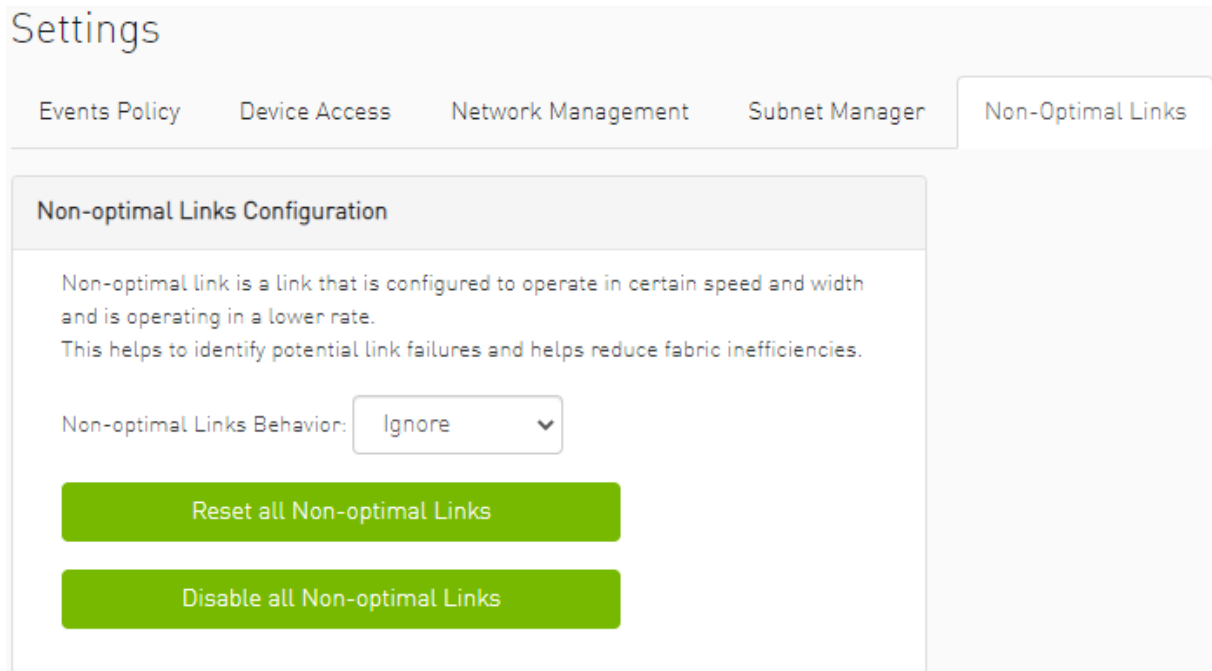 Settings
Events Policy Device Access Network Management Subnet Manager Non-Optimal Links
Non-optimal Links Configuration
Non-optimal link is a link that is configured to operate in certain speed and width
and is operating in a lower rate.
This helps to identify potential link failures and helps reduce fabric inefficiencies.
Non-optimal Links Behavior: Ignore
Reset all Non-optimal Links
Disable all Non-optimal Links